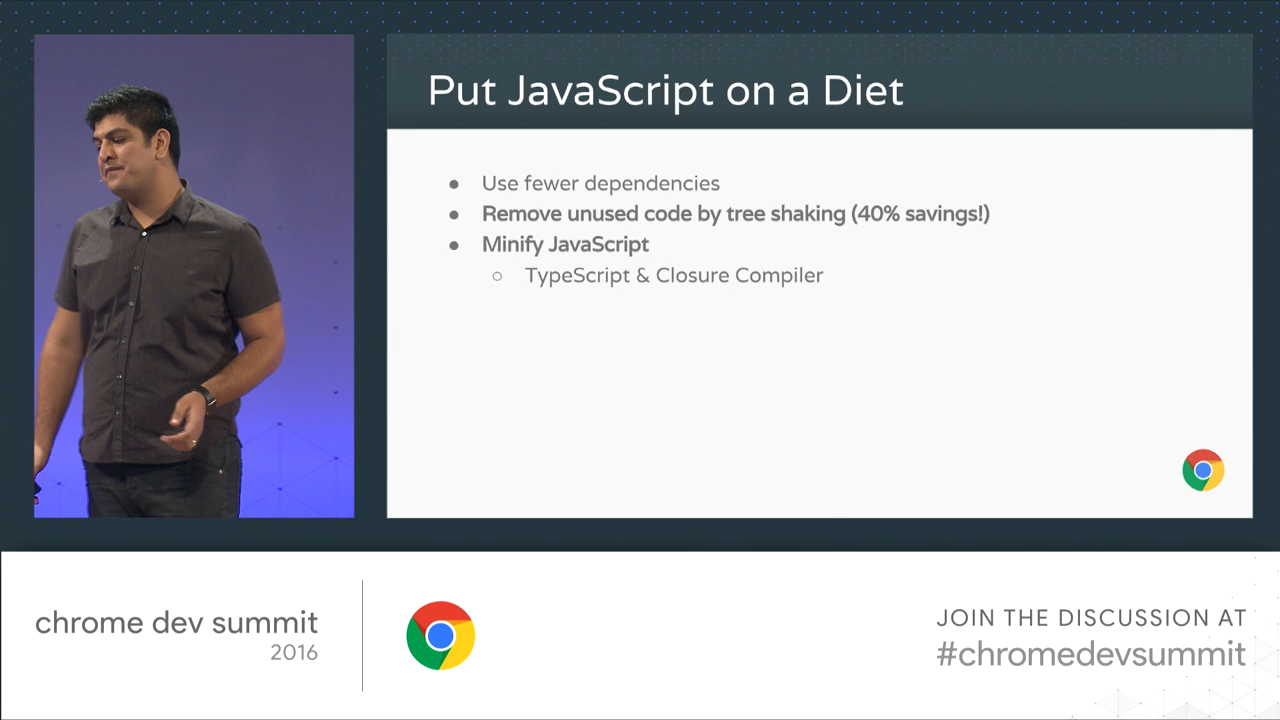 Put JavaScript on a Diet
Use fewer dependencies
Remove unused code by tree shaking (40% savings!)
Minify JavaScript
TypeScript & Closure Compiler
chrome dev summit
2016
JOIN THE DISCUSSION AT
#chromedevsummit